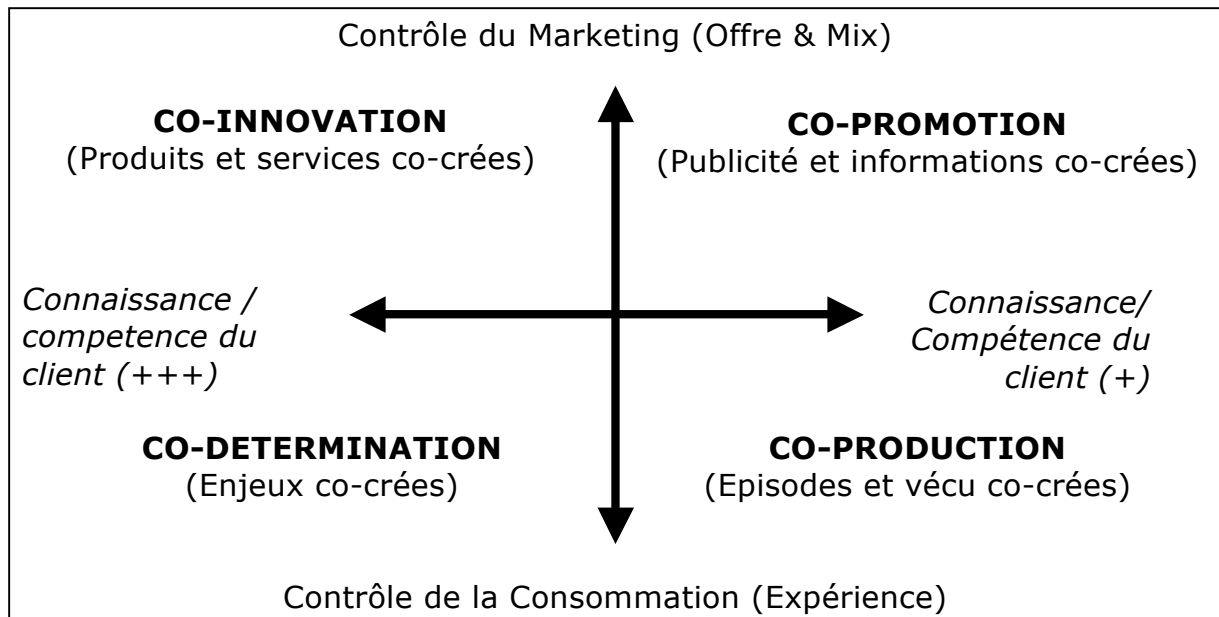 Contrôle du Marketing (Offre & Mix)
CO-INNOVATION
(Produits et services co-crées)
CO-PROMOTION
(Publicité et informations co-crées)
Connaissance /
competence du
client (+++)
Connaissance/
Compétence du
client (+)
CO-DETERMINATION
(Enjeux co-crées)
CO-PRODUCTION
(Episodes et vécu co-crées)
Contrôle de la Consommation (Expérience)